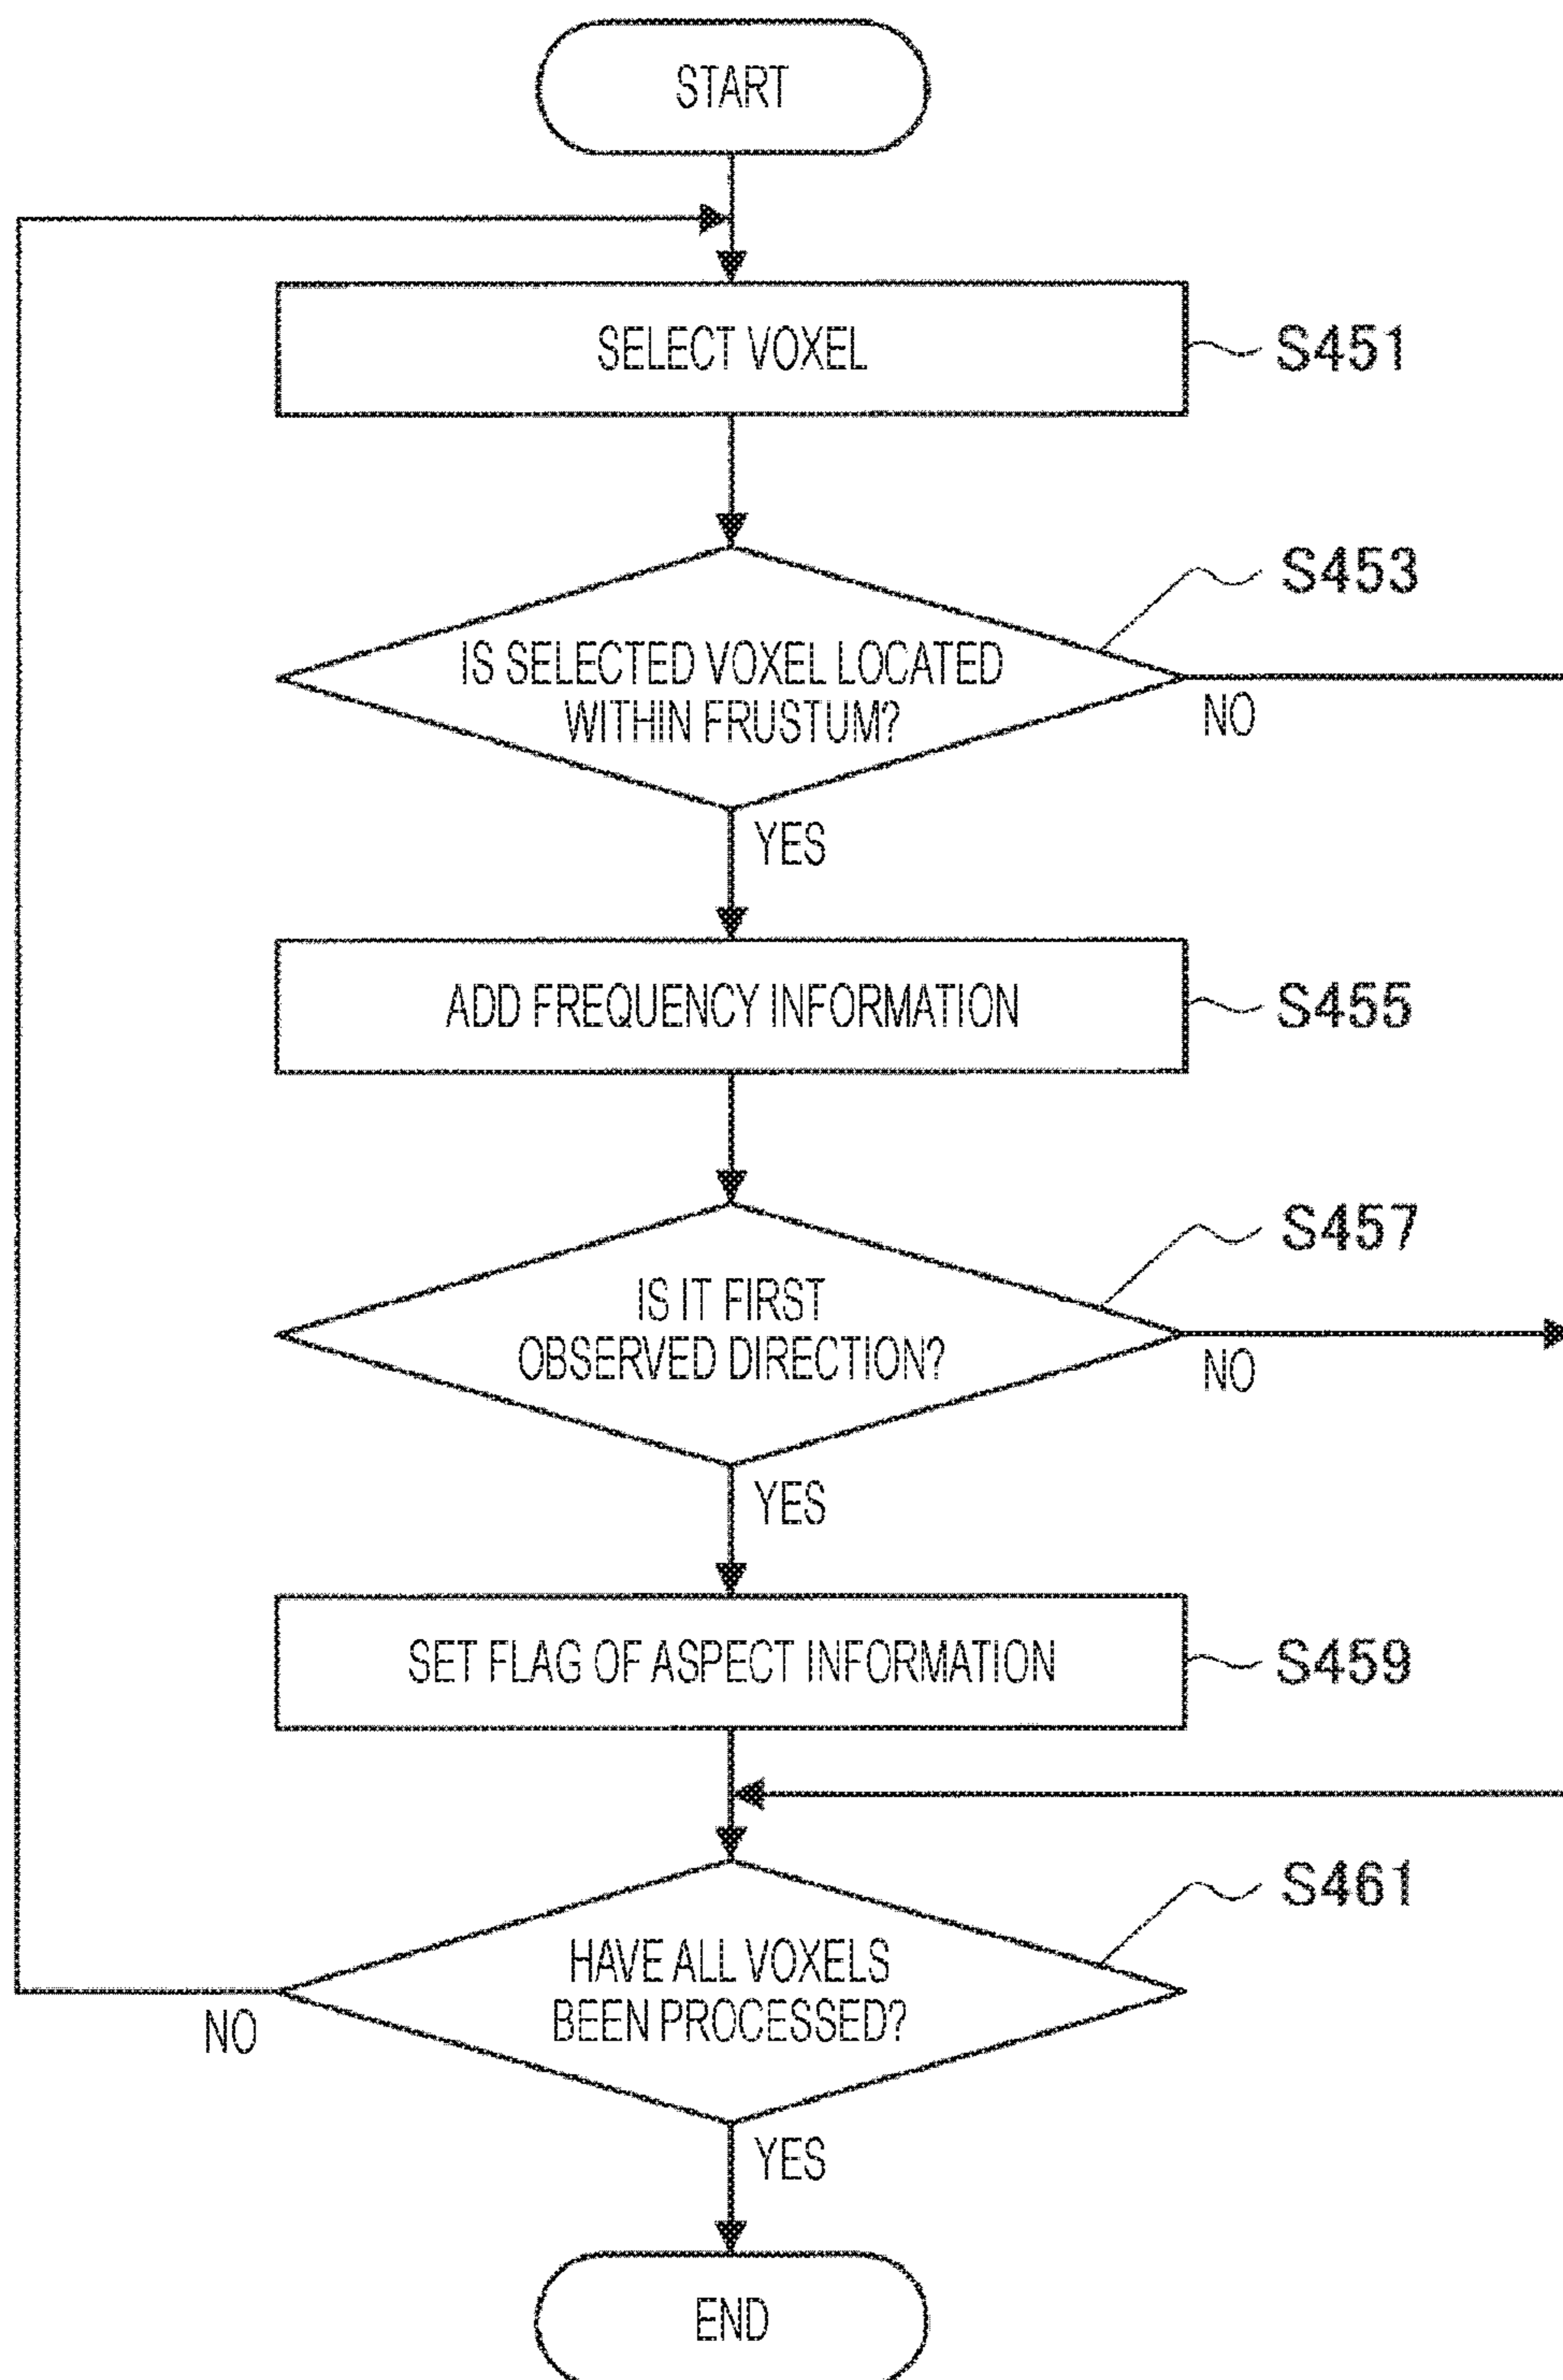 START
SELECT VOXEL
S451
S453
IS SELECTED VOXEL LOCATED
WITHIN FRUSTUM?
NO
YES
ADD FREQUENCY INFORMATION
S455
S457
IS IT FIRST
OBSERVED DIRECTION?
NO
YES
SET FLAG OF ASPECT INFORMATION
S459
S461
HAVE ALL VOXELS
BEEN PROCESSED?
NO
YES
END